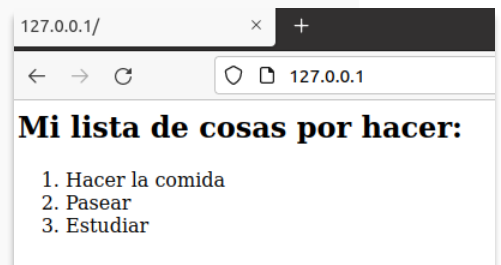 127.0.0.1/
127.0.0.1
Mi lista de cosas por hacer:
1. Hacer la comida
2. Pasear
3. Estudiar